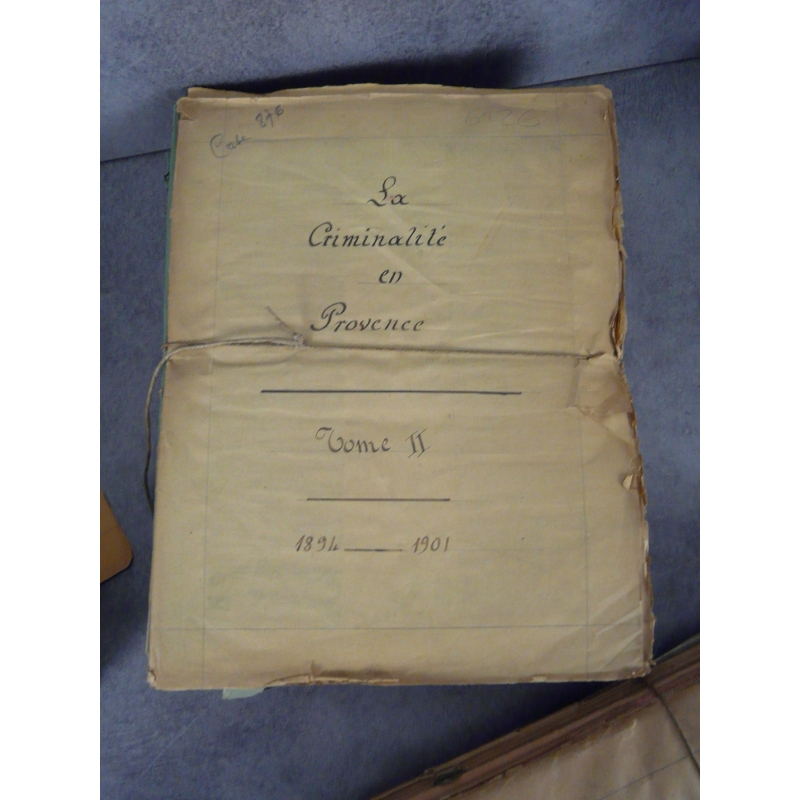 La
Criminalité
en
Provence
Tome II
1894 — 1901